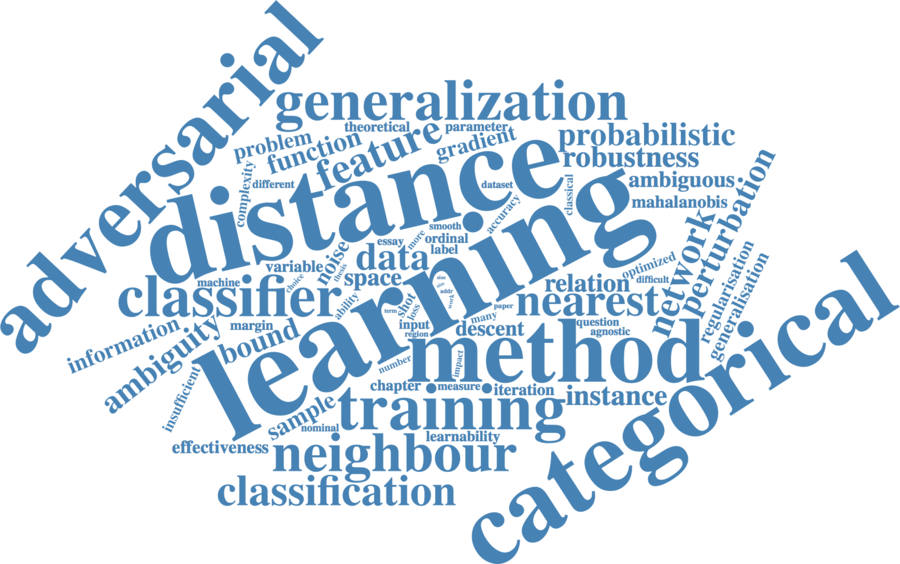 adversarial
generalization
theoretical
parameter
problem
function
feature
gradient
probabilistic
robustness
complexity
different
distance
dataset
classical
ambiguous
mahalanobis
perturbation
accuracy
smooth
more
essay
ordinal
label
learning
noise
thesis
data
variable
choice
space
machine
classifier
ability
shot
loss
term
input
region
addr
word
many
paper
nearest
relation
optimized
difficult
network
regularisation
generalisation
question
agnostic
descent
information
ambiguity
margin
bound
method
number
impact
insufficient
chapter
measure
iteration
instance
categorical
sample
nominal
training
learnability
effectiveness
neighbour
classification